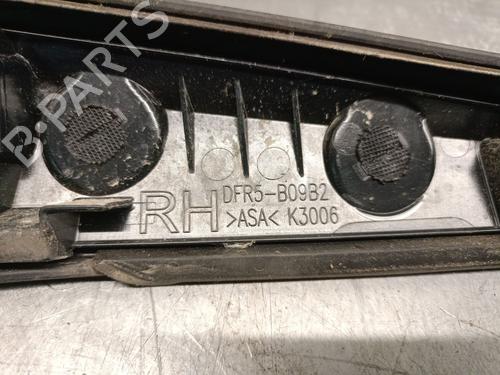 B-PARTS
RH
DFR5-B09B2
>ASA< K3006